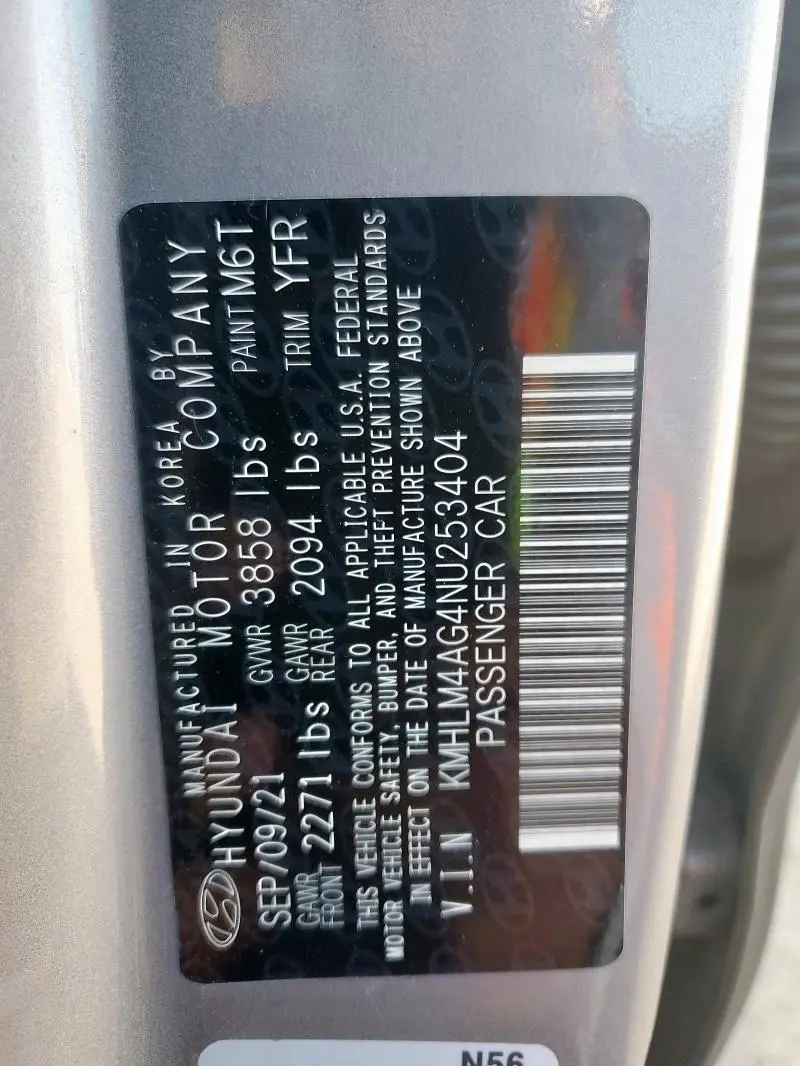 MANUFACTURED IN KOREA BY
HYUNDAI MOTOR COMPANY
SEP/09/21 GVWR 3858 lbs PAINT M6T
GAWR FRONT 2271 lbs GAWR REAR 2094 lbs TRIM YFR
THIS VEHICLE CONFORMS TO ALL APPLICABLE U.S.A. FEDERAL
MOTOR VEHICLE SAFETY, BUMPER, AND THEFT PREVENTION STANDARDS
IN EFFECT ON THE DATE OF MANUFACTURE SHOWN ABOVE
V.I.N KMHLM4AG4NU253404
PASSENGER CAR
N56